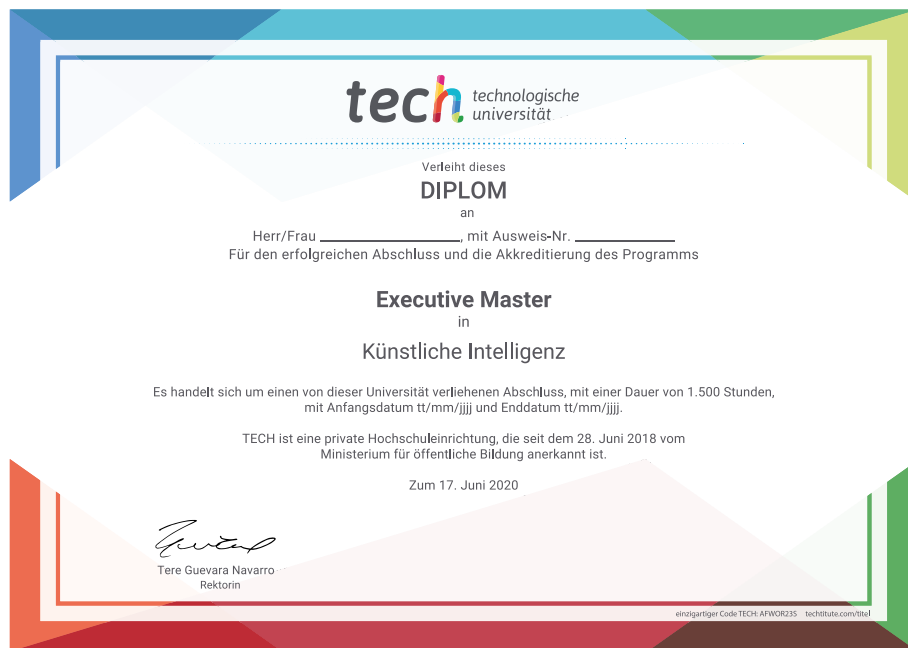 tech technologische
universität
Verleiht dieses
DIPLOM
an
Herr/Frau ____________, mit Ausweis-Nr. ____________
Für den erfolgreichen Abschluss und die Akkreditierung des Programms
Executive Master
in
Künstliche Intelligenz
Es handelt sich um einen von dieser Universität verliehenen Abschluss, mit einer Dauer von 1.500 Stunden,
mit Anfangsdatum tt/mm/jjjj und Enddatum tt/mm/jjjj.
TECH ist eine private Hochschuleinrichtung, die seit dem 28. Juni 2018 vom
Ministerium für öffentliche Bildung anerkannt ist.
Zum 17. Juni 2020
Tere Guevara Navarro
Rektorin
einzigartiger Code TECH: AFWOR23S techtitute.com/titel